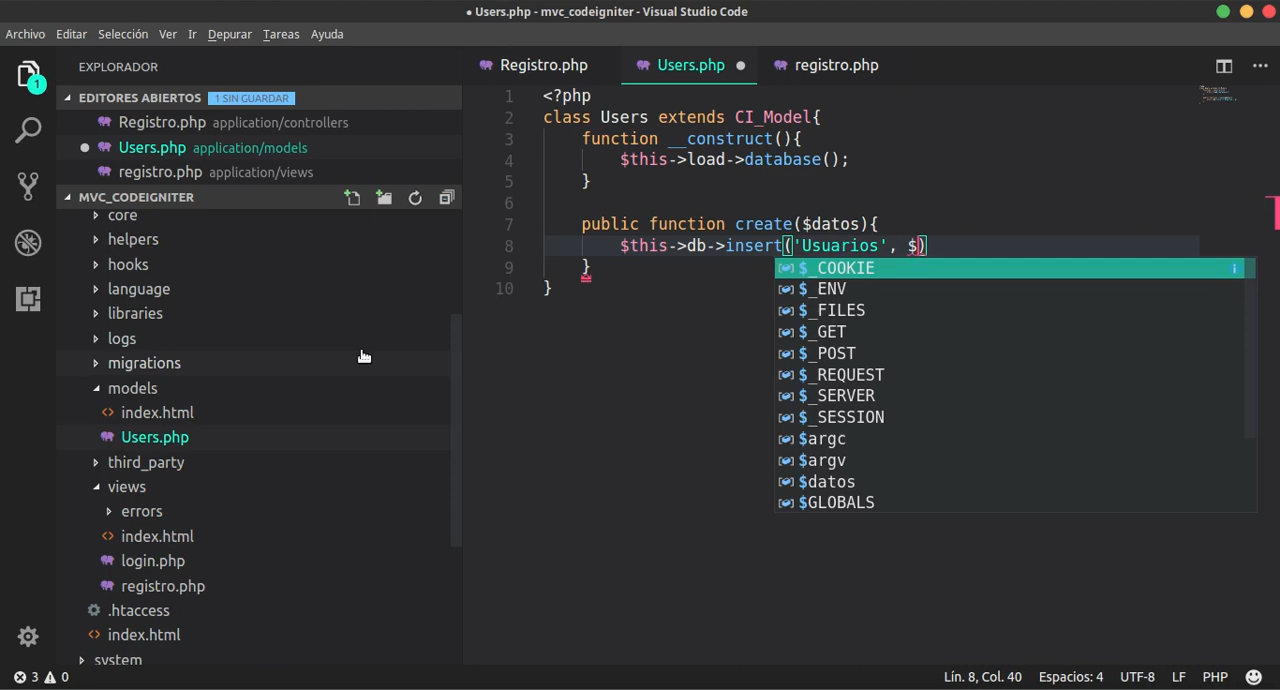 ● Users.php - mvc_codeigniter - Visual Studio Code
Archivo Editar Selección Ver Ir Depurar Tareas Ayuda
1
EXPLORADOR
EDITORES ABIERTOS 1 SIN GUARDAR
Registro.php application/controllers
● Users.php application/models
registro.php application/views
MVC_CODEIGNITER
core
helpers
hooks
language
libraries
logs
migrations
models
index.html
Users.php
third_party
views
errors
index.html
login.php
registro.php
.htaccess
index.html
system
Registro.php Users.php ● registro.php
1 <?php
2 class Users extends CI_Model{
3 function __construct(){
4 $this->load->database();
5 }
6
7 public function create($datos){
8 $this->db->insert('Usuarios', $)
9 }
10 }
$_COOKIE
$_ENV
$_FILES
$_GET
$_POST
$_REQUEST
$_SERVER
$_SESSION
$argc
$argv
$datos
$GLOBALS
3 0 Lín. 8, Col. 40 Espacios: 4 UTF-8 LF PHP